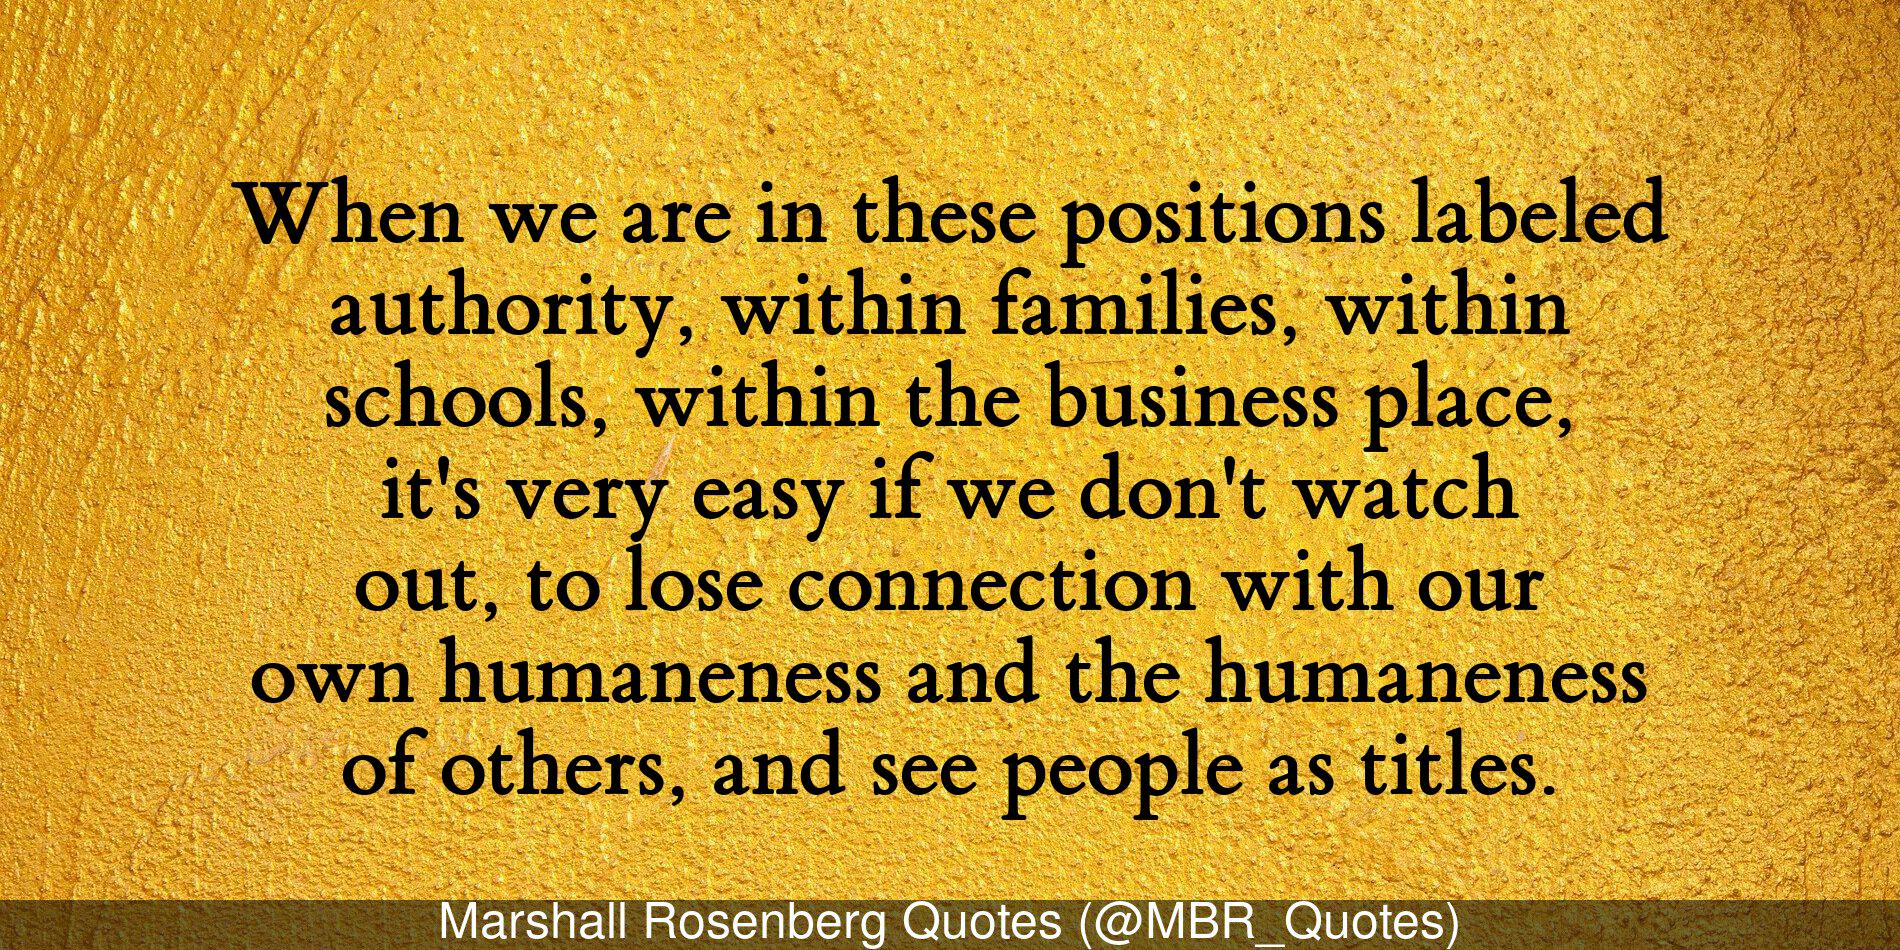 When we are in these positions labeled
authority, within families, within
schools, within the business place,
it's very easy if we don't watch
out, to lose connection with our
own humaneness and the humaneness
of others, and see people as titles.
Marshall Rosenberg Quotes (@MBR_Quotes)